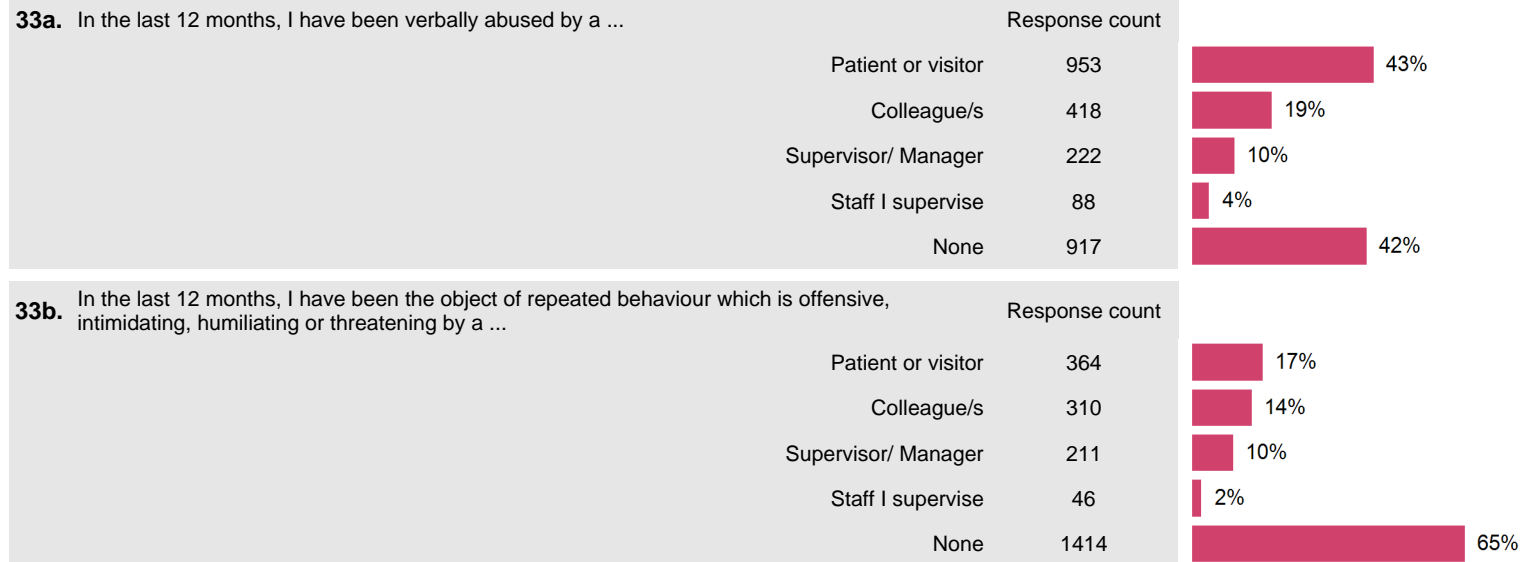 33a. In the last 12 months, I have been verbally abused by a ... Response count
Patient or visitor 953 43%
Colleague/s 418 19%
Supervisor/ Manager 222 10%
Staff I supervise 88 4%
None 917 42%
33b. In the last 12 months, I have been the object of repeated behaviour which is offensive,
intimidating, humiliating or threatening by a ... Response count
Patient or visitor 364 17%
Colleague/s 310 14%
Supervisor/ Manager 211 10%
Staff I supervise 46 2%
None 1414 65%